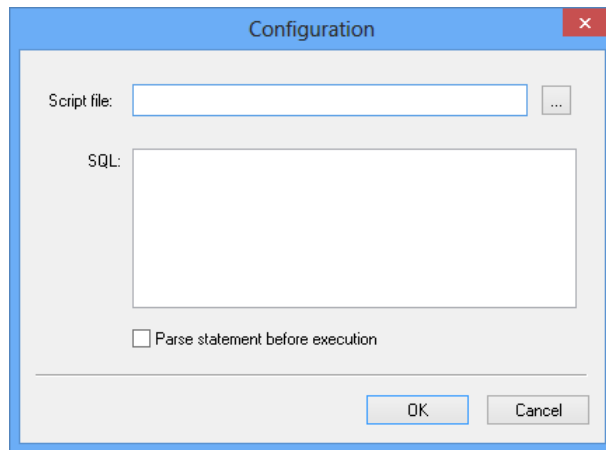 Configuration
Script file:
...
SQL:
Parse statement before execution
OK
Cancel